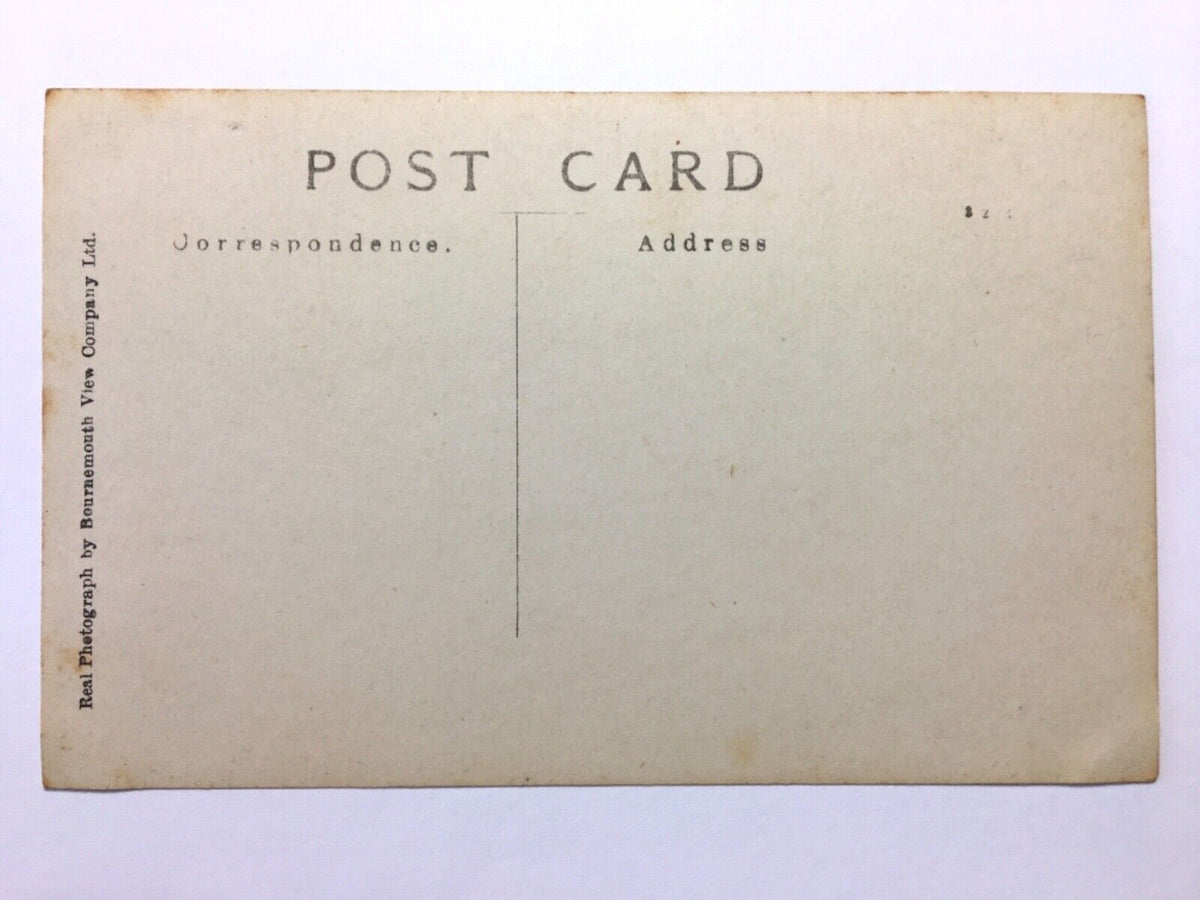 POST CARD
Correspondence.
Address
Real Photograph by Bournemouth View Company Ltd.